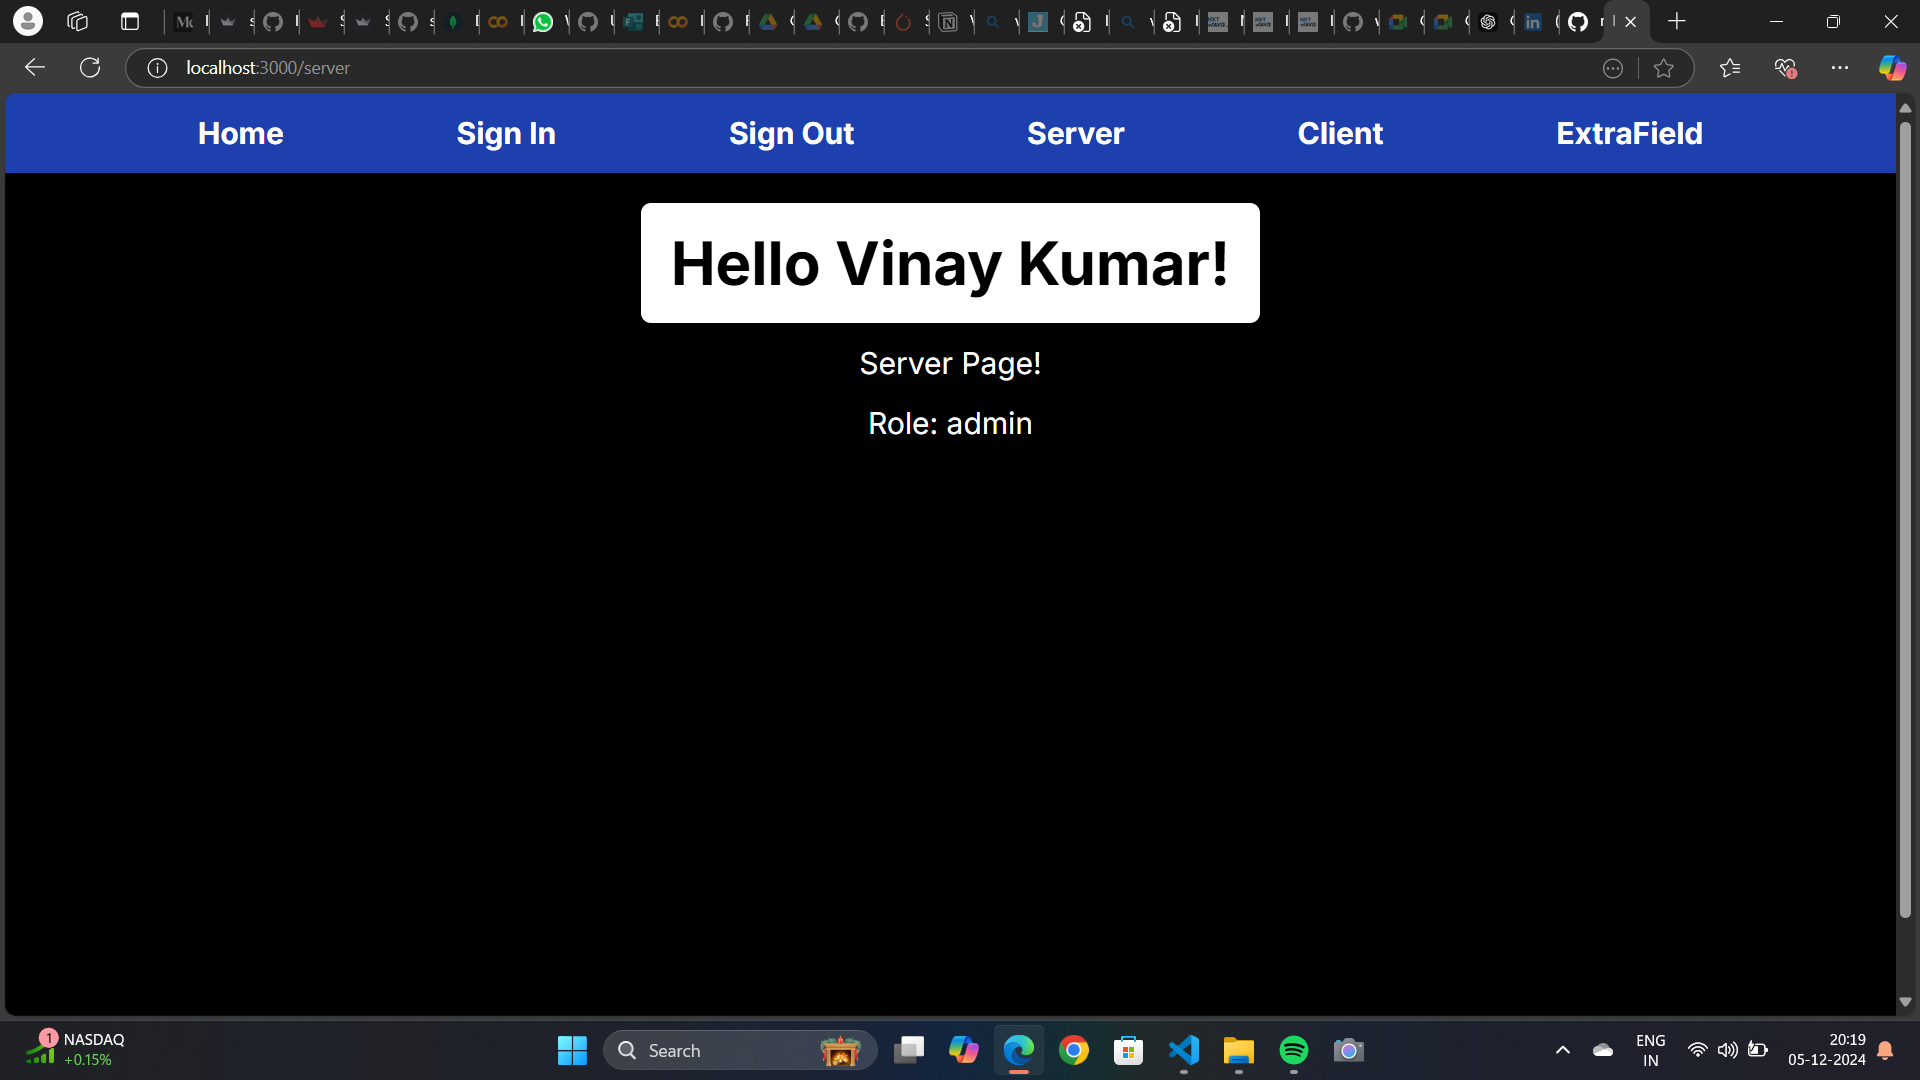 localhost:3000/server
Home Sign In Sign Out Server Client ExtraField
Hello Vinay Kumar!
Server Page!
Role: admin
1 NASDAQ
+0.15%
Search
ENG
IN
20:19
05-12-2024